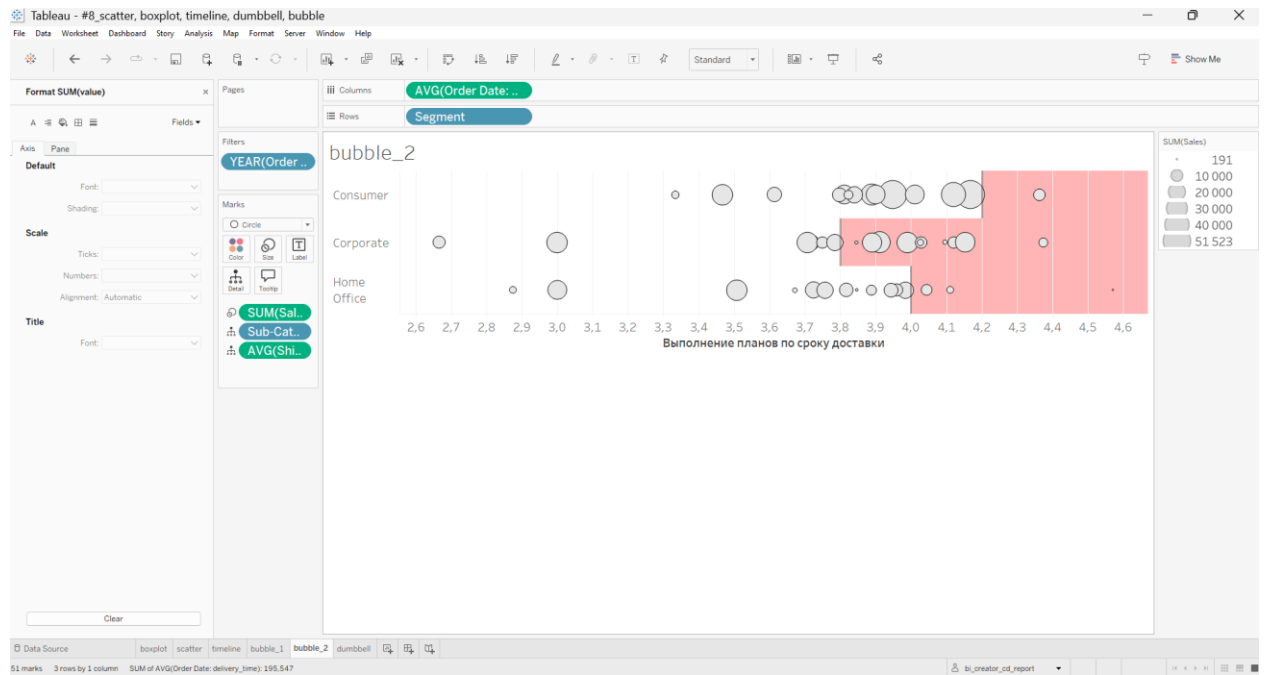 Tableau - #8_scatter, boxplot, timeline, dumbbell, bubble
File Data Worksheet Dashboard Story Analysis Map Format Server Window Help
Standard
Show Me
Format SUM(value)
Fields
Axis Pane
Default
Font:
Shading:
Scale
Ticks:
Numbers:
Alignment: Automatic
Title
Font:
Clear
Pages
Filters
YEAR(Order ..
Marks
Circle
Color Size Label
Detail Tooltip
SUM(Sal..
Sub-Cat..
AVG(Shi..
Columns AVG(Order Date: ..
Rows Segment
bubble_2
Consumer
Corporate
Home
Office
2,6 2,7 2,8 2,9 3,0 3,1 3,2 3,3 3,4 3,5 3,6 3,7 3,8 3,9 4,0 4,1 4,2 4,3 4,4 4,5 4,6
Выполнение планов по сроку доставки
SUM(Sales)
191
10 000
20 000
30 000
40 000
51 523
Data Source boxplot scatter timeline bubble_1 bubble_2 dumbbell
51 marks 3 rows by 1 column SUM of AVG(Order Date: delivery_time): 195.547
bi_creator_cd_report